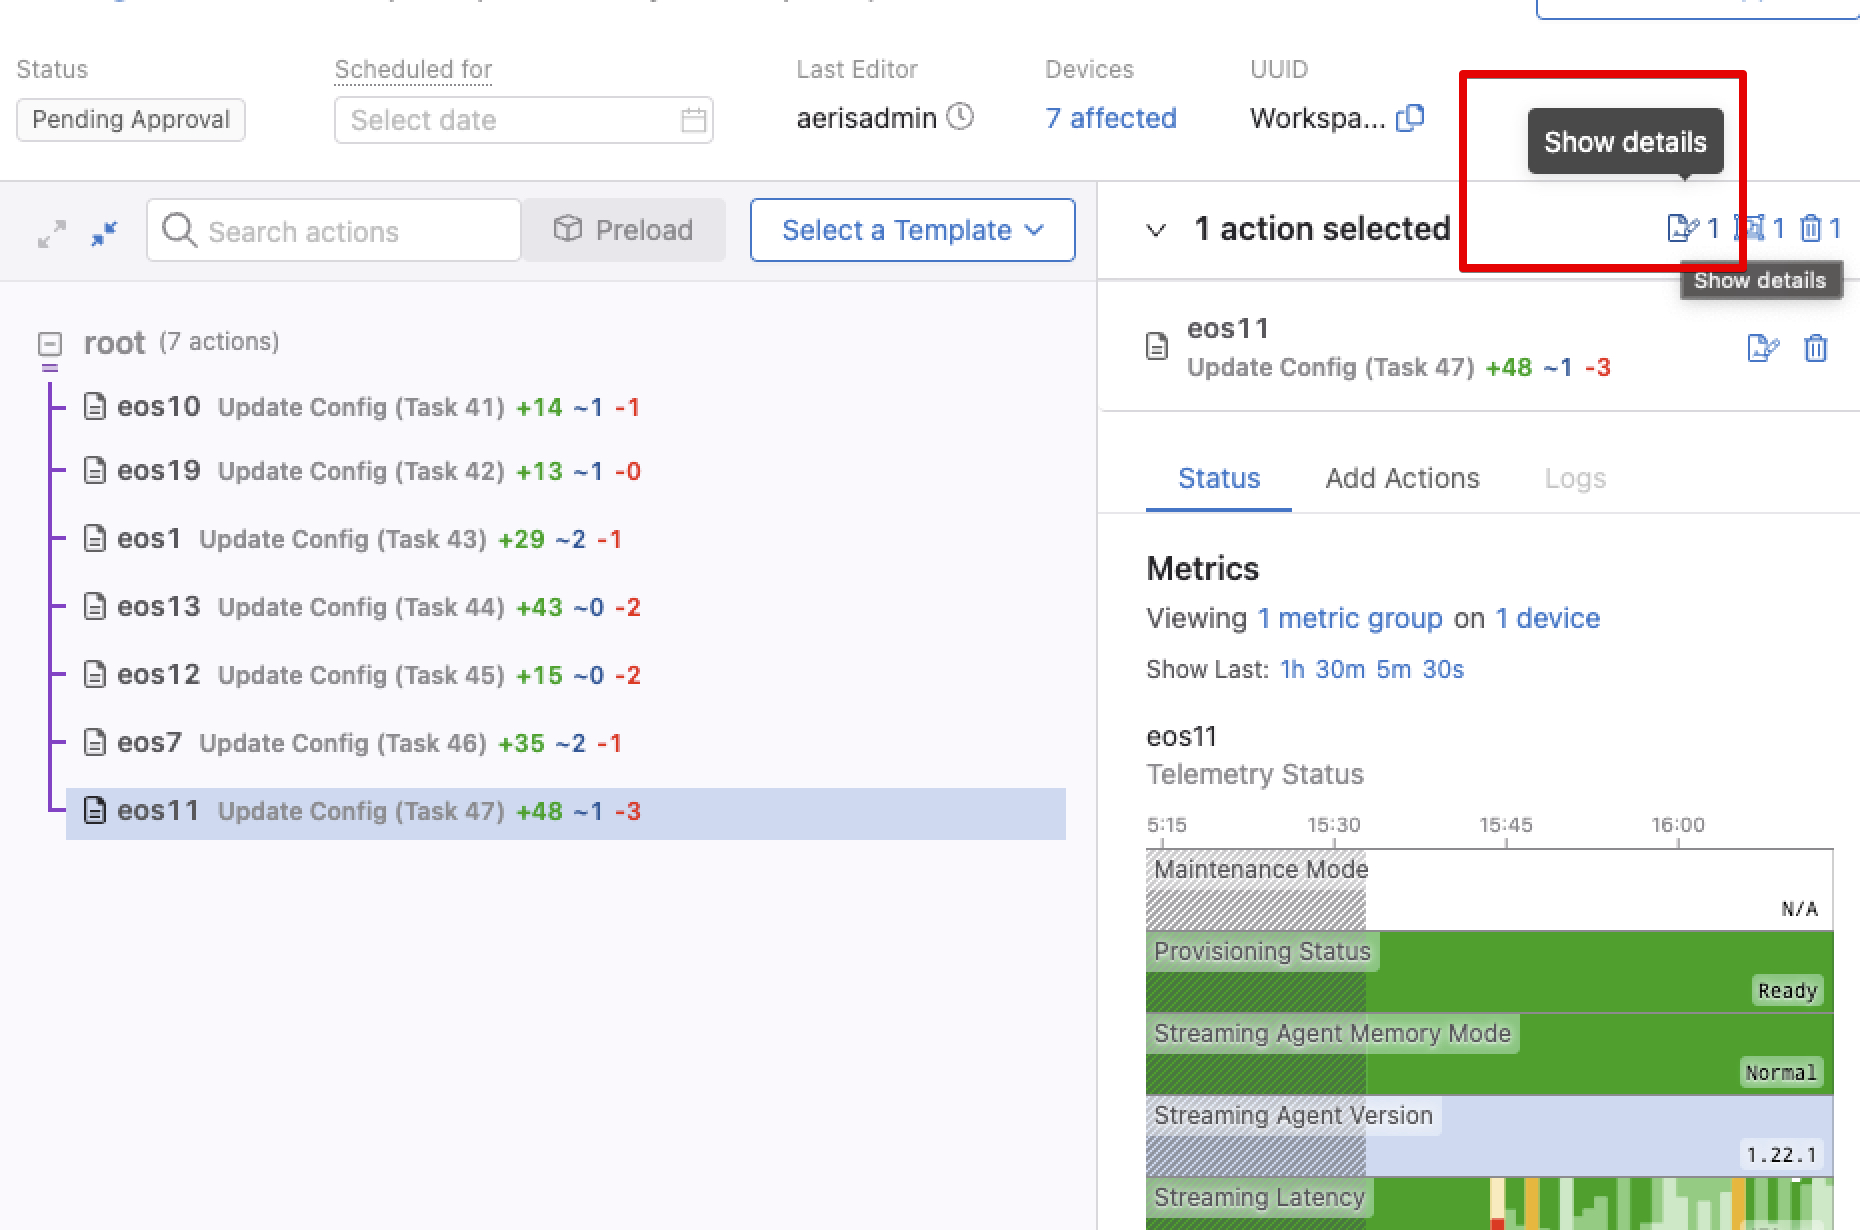 Status
Scheduled for
Last Editor
Devices
UUID
Pending Approval
Select date
aerisadmin
7 affected
Workspa...
Show details
Search actions
Preload
Select a Template
1 action selected
1
1
1
Show details
root (7 actions)
eos10 Update Config (Task 41) +14 ~1 -1
eos19 Update Config (Task 42) +13 ~1 -0
eos1 Update Config (Task 43) +29 ~2 -1
eos13 Update Config (Task 44) +43 ~0 -2
eos12 Update Config (Task 45) +15 ~0 -2
eos7 Update Config (Task 46) +35 ~2 -1
eos11 Update Config (Task 47) +48 ~1 -3
eos11
Update Config (Task 47) +48 ~1 -3
Status
Add Actions
Logs
Metrics
Viewing 1 metric group on 1 device
Show Last: 1h 30m 5m 30s
eos11
Telemetry Status
5:15 15:30 15:45 16:00
Maintenance Mode
N/A
Provisioning Status
Ready
Streaming Agent Memory Mode
Normal
Streaming Agent Version
1.22.1
Streaming Latency